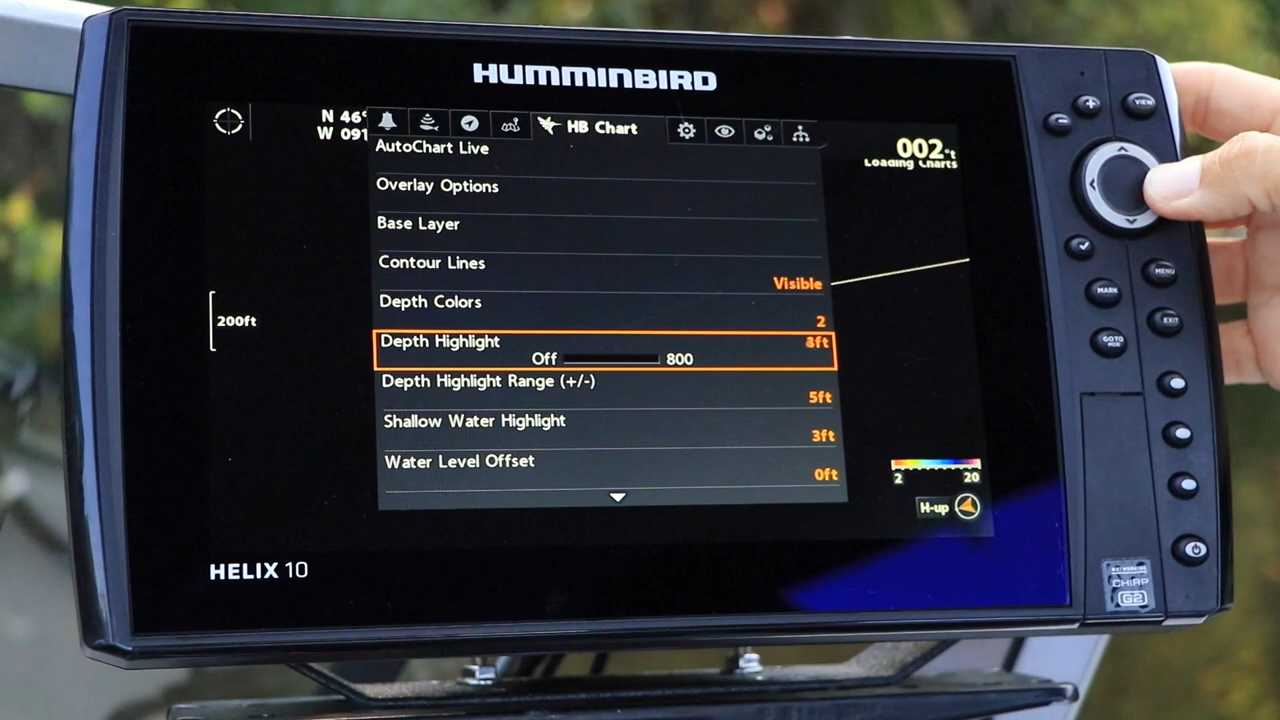 HUMMINBIRD
N 46°
W 091
HB Chart
002°t
Loading Charts
AutoChart Live
Overlay Options
Base Layer
Contour Lines
Visible
Depth Colors
2
Depth Highlight
Off 800
Depth Highlight Range (+/-)
5ft
Shallow Water Highlight
3ft
Water Level Offset
0ft
200ft
2 20
H-up
HELIX 10
+
-
VIEW
MARK
MENU
GOTO
MOB
EXIT
NETWORKING
CHIRP
G2